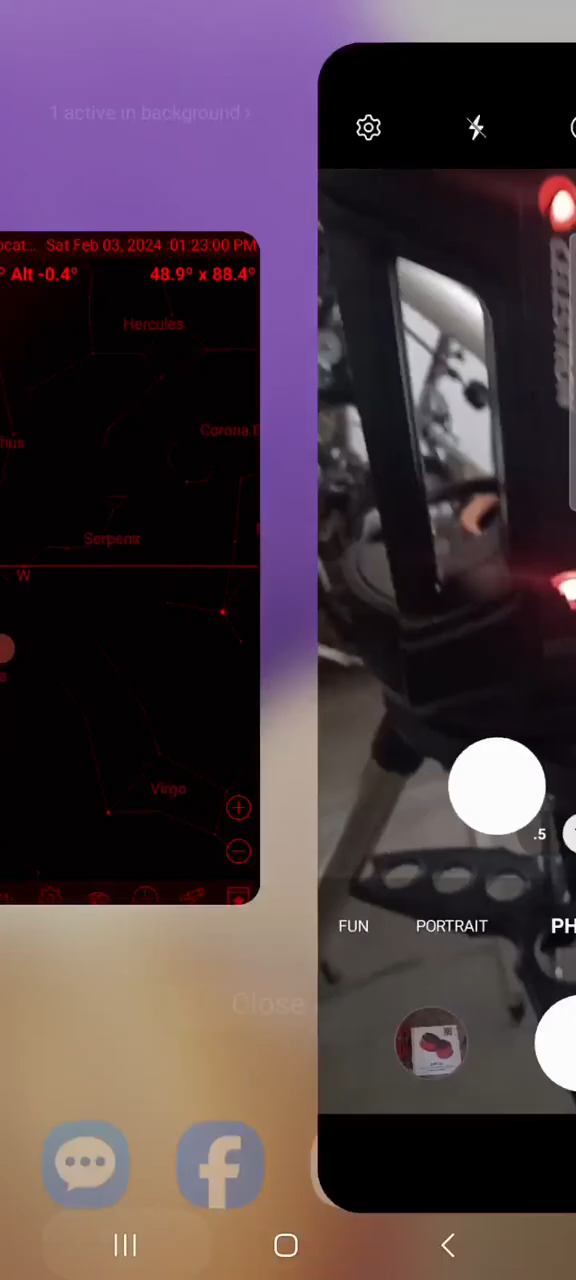 1 active in background ›
Sat Feb 03, 2024 01:23:00 PM
Alt -0.4° 48.9° x 88.4°
Hercules
Corona
Serpens
W
Virgo
.5
FUN PORTRAIT
Close